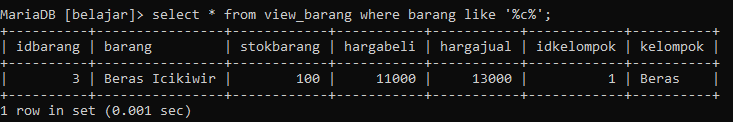 MariaDB [belajar]> select * from view_barang where barang like '%c%';
+----------+----------------+------------+-----------+-----------+------------+----------+
| idbarang | barang         | stokbarang | hargabeli | hargajual | idkelompok | kelompok |
+----------+----------------+------------+-----------+-----------+------------+----------+
|        3 | Beras Icikiwir |        100 |     11000 |     13000 |          1 | Beras    |
+----------+----------------+------------+-----------+-----------+------------+----------+
1 row in set (0.001 sec)